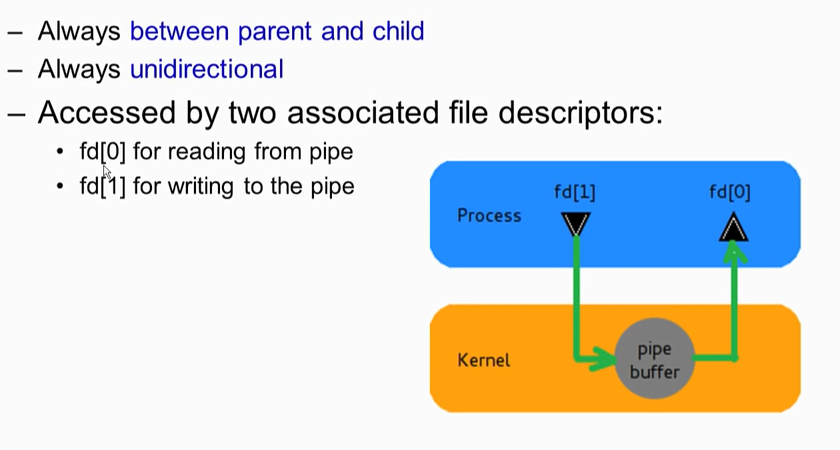 – Always between parent and child
– Always unidirectional
– Accessed by two associated file descriptors:
• fd[0] for reading from pipe
• fd[1] for writing to the pipe
fd[1] fd[0]
Process
Kernel
pipe
buffer